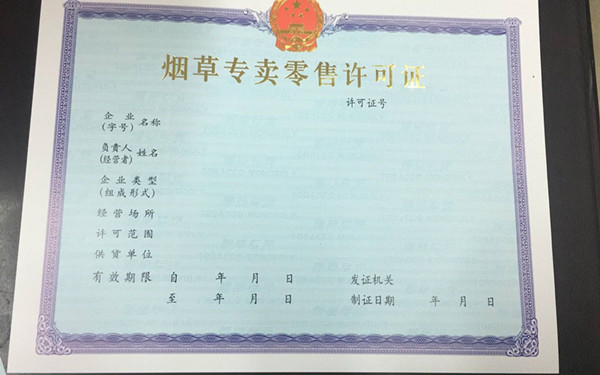 烟草专卖零售许可证
许可证号
企业
(字号) 名称
负责人
(经营者) 姓名
企业类型
(组成形式)
经营场所
许可范围
供货单位
有效期限 自 年 月 日 发证机关
至 年 月 日 制证日期 年 月 日